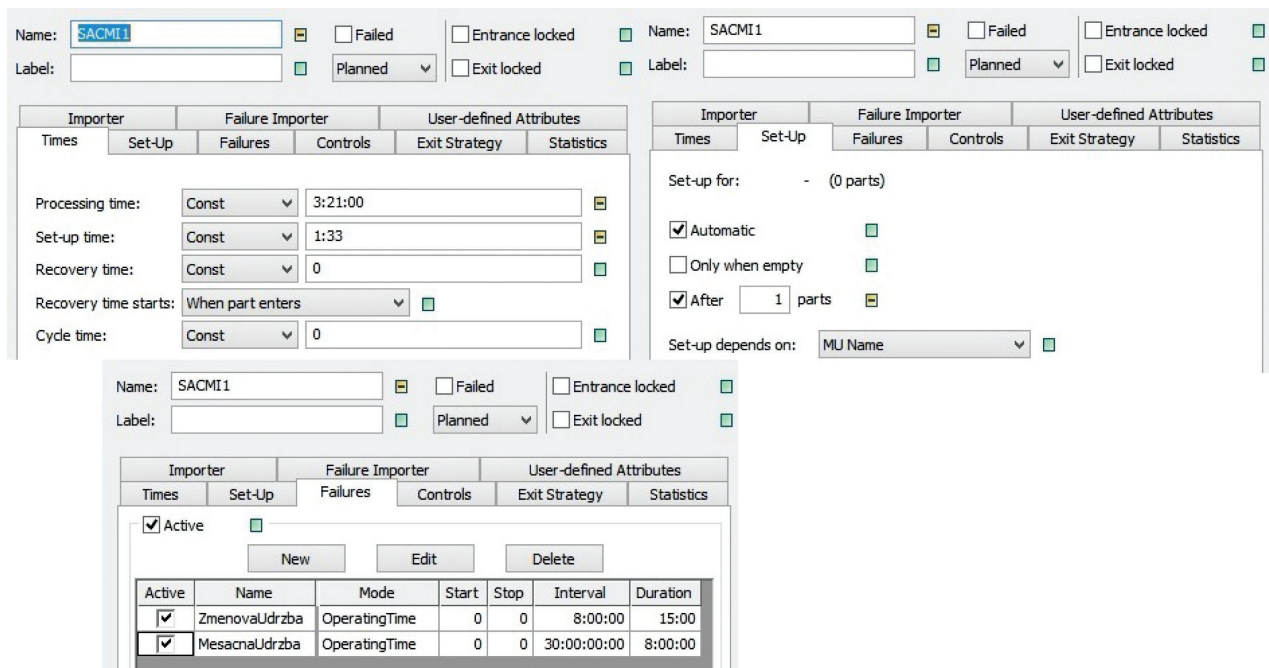 Name: SACMI1 Failed Entrance locked
Label: Planned Exit locked
Importer Failure Importer User-defined Attributes
Times Set-Up Failures Controls Exit Strategy Statistics
Processing time: Const 3:21:00
Set-up time: Const 1:33
Recovery time: Const 0
Recovery time starts: When part enters
Cycle time: Const 0
Name: SACMI1 Failed Entrance locked
Label: Planned Exit locked
Importer Failure Importer User-defined Attributes
Times Set-Up Failures Controls Exit Strategy Statistics
Set-up for: - (0 parts)
Automatic
Only when empty
After 1 parts
Set-up depends on: MU Name
Name: SACMI1 Failed Entrance locked
Label: Planned Exit locked
Importer Failure Importer User-defined Attributes
Times Set-Up Failures Controls Exit Strategy Statistics
Active
New Edit Delete
Active Name Mode Start Stop Interval Duration
ZmenovaUdrzba OperatingTime 0 0 8:00:00 15:00
MesacnaUdrzba OperatingTime 0 0 30:00:00:00 8:00:00